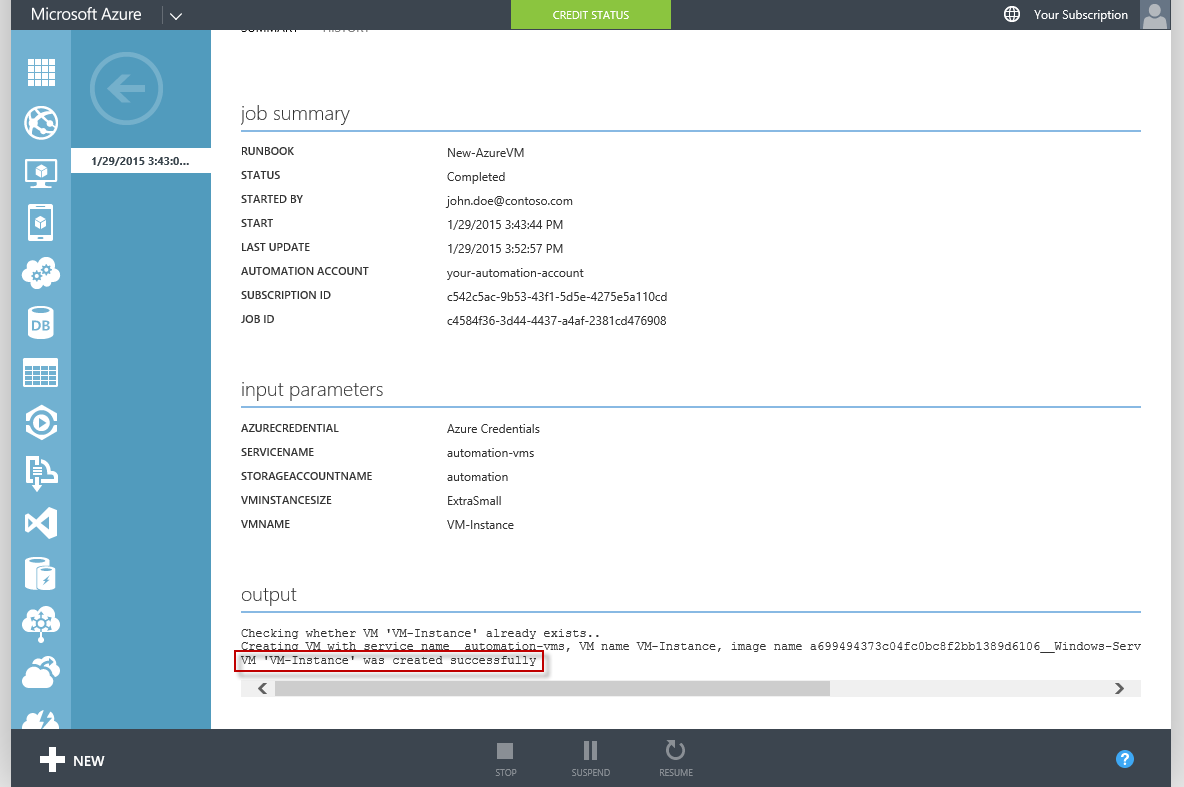 Microsoft Azure
CREDIT STATUS
Your Subscription
SUMMARY HISTORY
1/29/2015 3:43:0...
job summary
RUNBOOK New-AzureVM
STATUS Completed
STARTED BY john.doe@contoso.com
START 1/29/2015 3:43:44 PM
LAST UPDATE 1/29/2015 3:52:57 PM
AUTOMATION ACCOUNT your-automation-account
SUBSCRIPTION ID c542c5ac-9b53-43f1-5d5e-4275e5a110cd
JOB ID c4584f36-3d44-4437-a4af-2381cd476908
input parameters
AZURECREDENTIAL Azure Credentials
SERVICENAME automation-vms
STORAGEACCOUNTNAME automation
VMINSTANCESIZE ExtraSmall
VMNAME VM-Instance
output
Checking whether VM 'VM-Instance' already exists..
Creating VM with service name  automation-vms, VM name VM-Instance, image name a699494373c04fc0bc8f2bb1389d6106__Windows-Serv
VM 'VM-Instance' was created successfully
DB
NEW
STOP
SUSPEND
RESUME
?